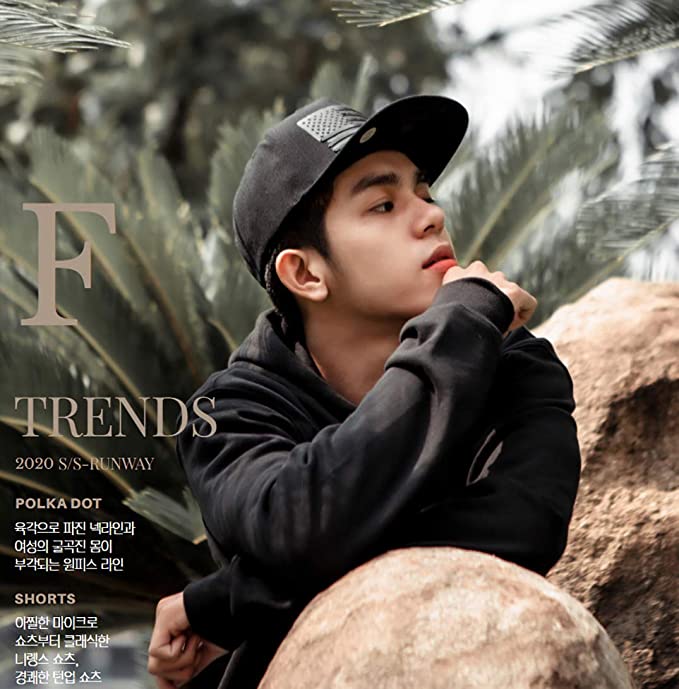 F
TRENDS
2020 S/S-RUNWAY
POLKA DOT
육각으로 파진 넥라인과
여성의 굴곡진 몸이
부각되는 원피스 라인
SHORTS
아찔한 마이크로
쇼츠부터 클래식한
니렝스 쇼츠,
경쾌한 턴업 쇼츠